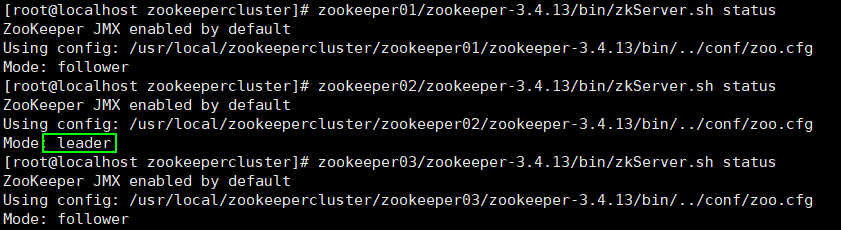 [root@localhost zookeepercluster]# zookeeper01/zookeeper-3.4.13/bin/zkServer.sh status
ZooKeeper JMX enabled by default
Using config: /usr/local/zookeepercluster/zookeeper01/zookeeper-3.4.13/bin/../conf/zoo.cfg
Mode: follower
[root@localhost zookeepercluster]# zookeeper02/zookeeper-3.4.13/bin/zkServer.sh status
ZooKeeper JMX enabled by default
Using config: /usr/local/zookeepercluster/zookeeper02/zookeeper-3.4.13/bin/../conf/zoo.cfg
Mode: leader
[root@localhost zookeepercluster]# zookeeper03/zookeeper-3.4.13/bin/zkServer.sh status
ZooKeeper JMX enabled by default
Using config: /usr/local/zookeepercluster/zookeeper03/zookeeper-3.4.13/bin/../conf/zoo.cfg
Mode: follower